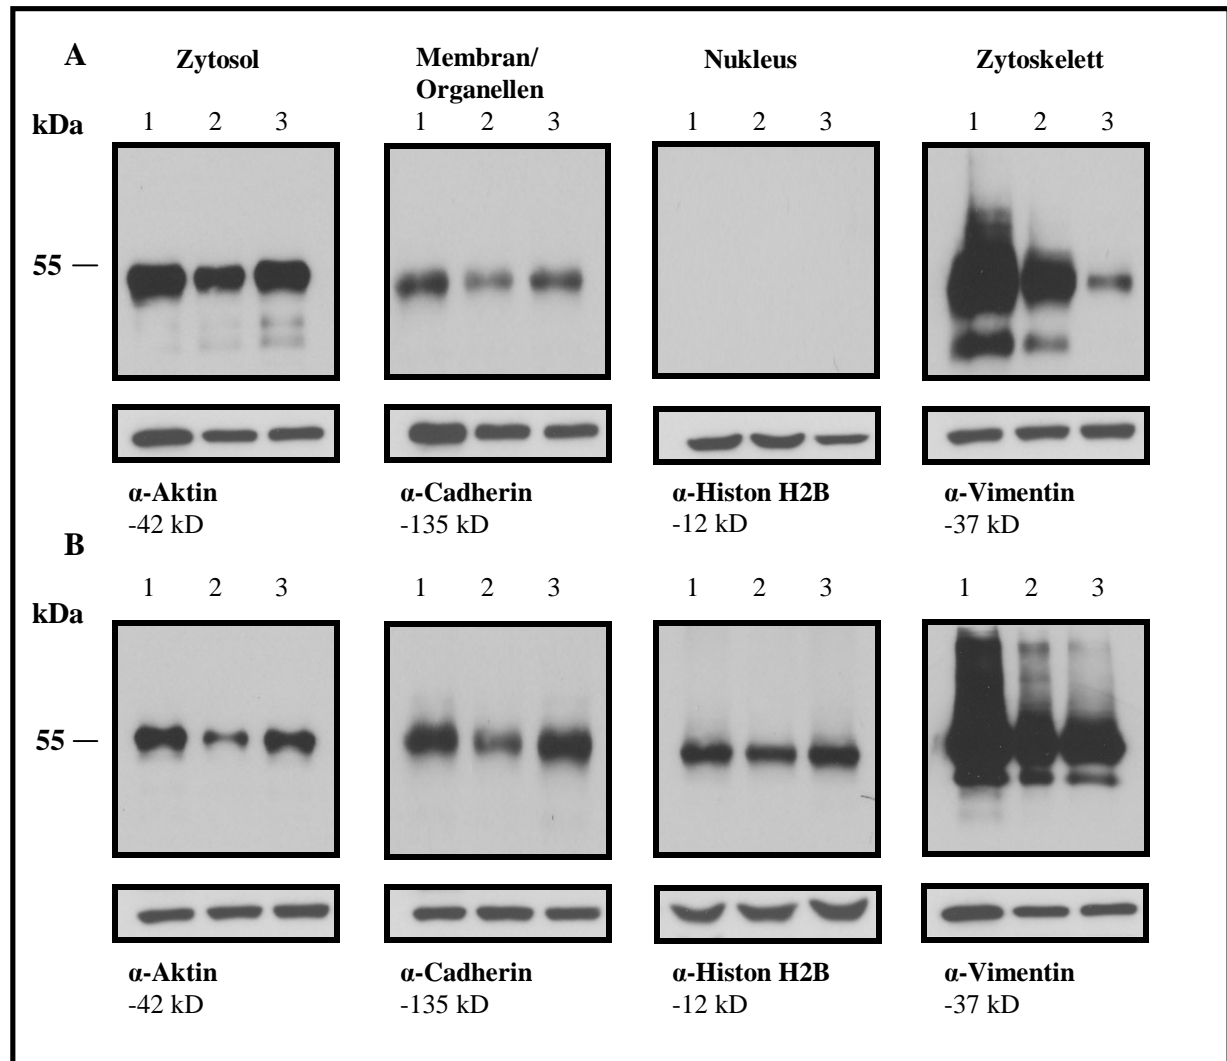 A
Zytosol
Membran/
Organellen
Nukleus
Zytoskelett
kDa
1 2 3
1 2 3
1 2 3
1 2 3
55 —
α-Aktin
-42 kD
α-Cadherin
-135 kD
α-Histon H2B
-12 kD
α-Vimentin
-37 kD
B
kDa
1 2 3
1 2 3
1 2 3
1 2 3
55 —
α-Aktin
-42 kD
α-Cadherin
-135 kD
α-Histon H2B
-12 kD
α-Vimentin
-37 kD